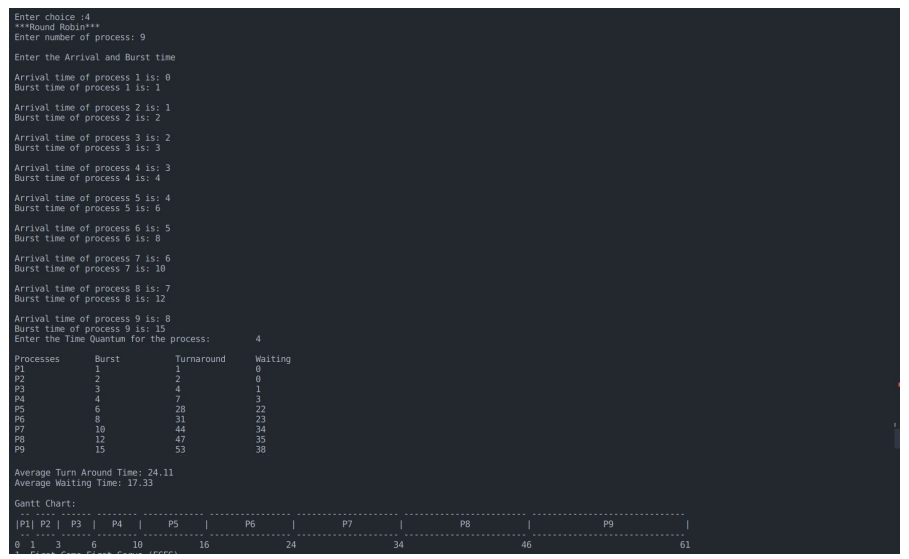 Enter choice :4
***Round Robin***
Enter number of process: 9
Enter the Arrival and Burst time
Arrival time of process 1 is: 0
Burst time of process 1 is: 1
Arrival time of process 2 is: 1
Burst time of process 2 is: 2
Arrival time of process 3 is: 2
Burst time of process 3 is: 3
Arrival time of process 4 is: 3
Burst time of process 4 is: 4
Arrival time of process 5 is: 4
Burst time of process 5 is: 6
Arrival time of process 6 is: 5
Burst time of process 6 is: 8
Arrival time of process 7 is: 6
Burst time of process 7 is: 10
Arrival time of process 8 is: 7
Burst time of process 8 is: 12
Arrival time of process 9 is: 8
Burst time of process 9 is: 15
Enter the Time Quantum for the process: 4
Processes Burst Turnaround Waiting
P1 1 1 0
P2 2 2 0
P3 3 4 1
P4 4 7 3
P5 6 28 22
P6 8 31 23
P7 10 44 34
P8 12 47 35
P9 15 53 38
Average Turn Around Time: 24.11
Average Waiting Time: 17.33
Gantt Chart:
|P1| P2 | P3 | P4 | P5 | P6 | P7 | P8 | P9 |
0 1 3 6 10 16 24 34 46 61
1. First Come First Serve (FCFS)